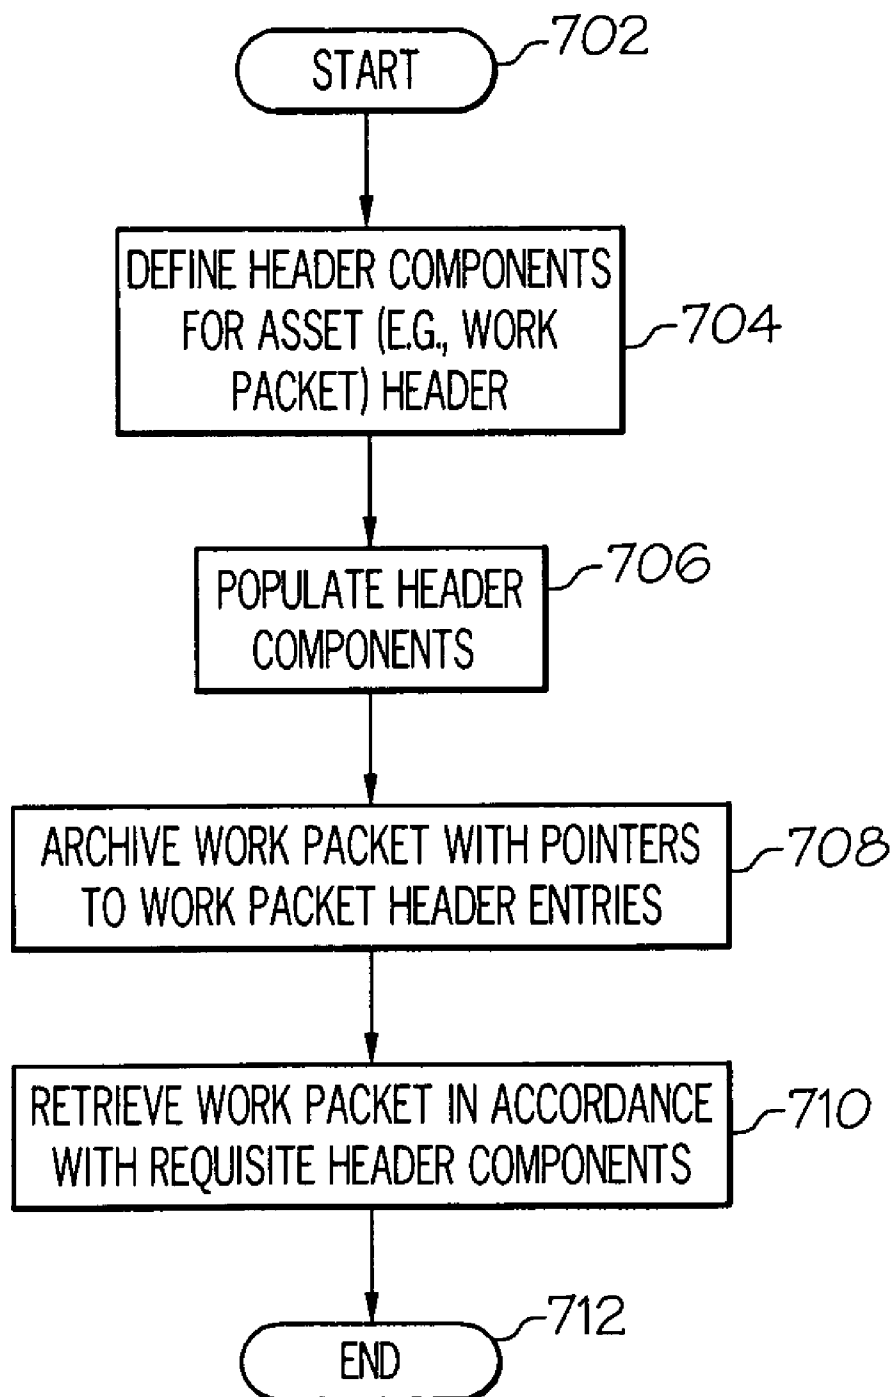 START
702
DEFINE HEADER COMPONENTS
FOR ASSET (E.G., WORK
PACKET) HEADER
704
POPULATE HEADER
COMPONENTS
706
ARCHIVE WORK PACKET WITH POINTERS
TO WORK PACKET HEADER ENTRIES
708
RETRIEVE WORK PACKET IN ACCORDANCE
WITH REQUISITE HEADER COMPONENTS
710
END
712